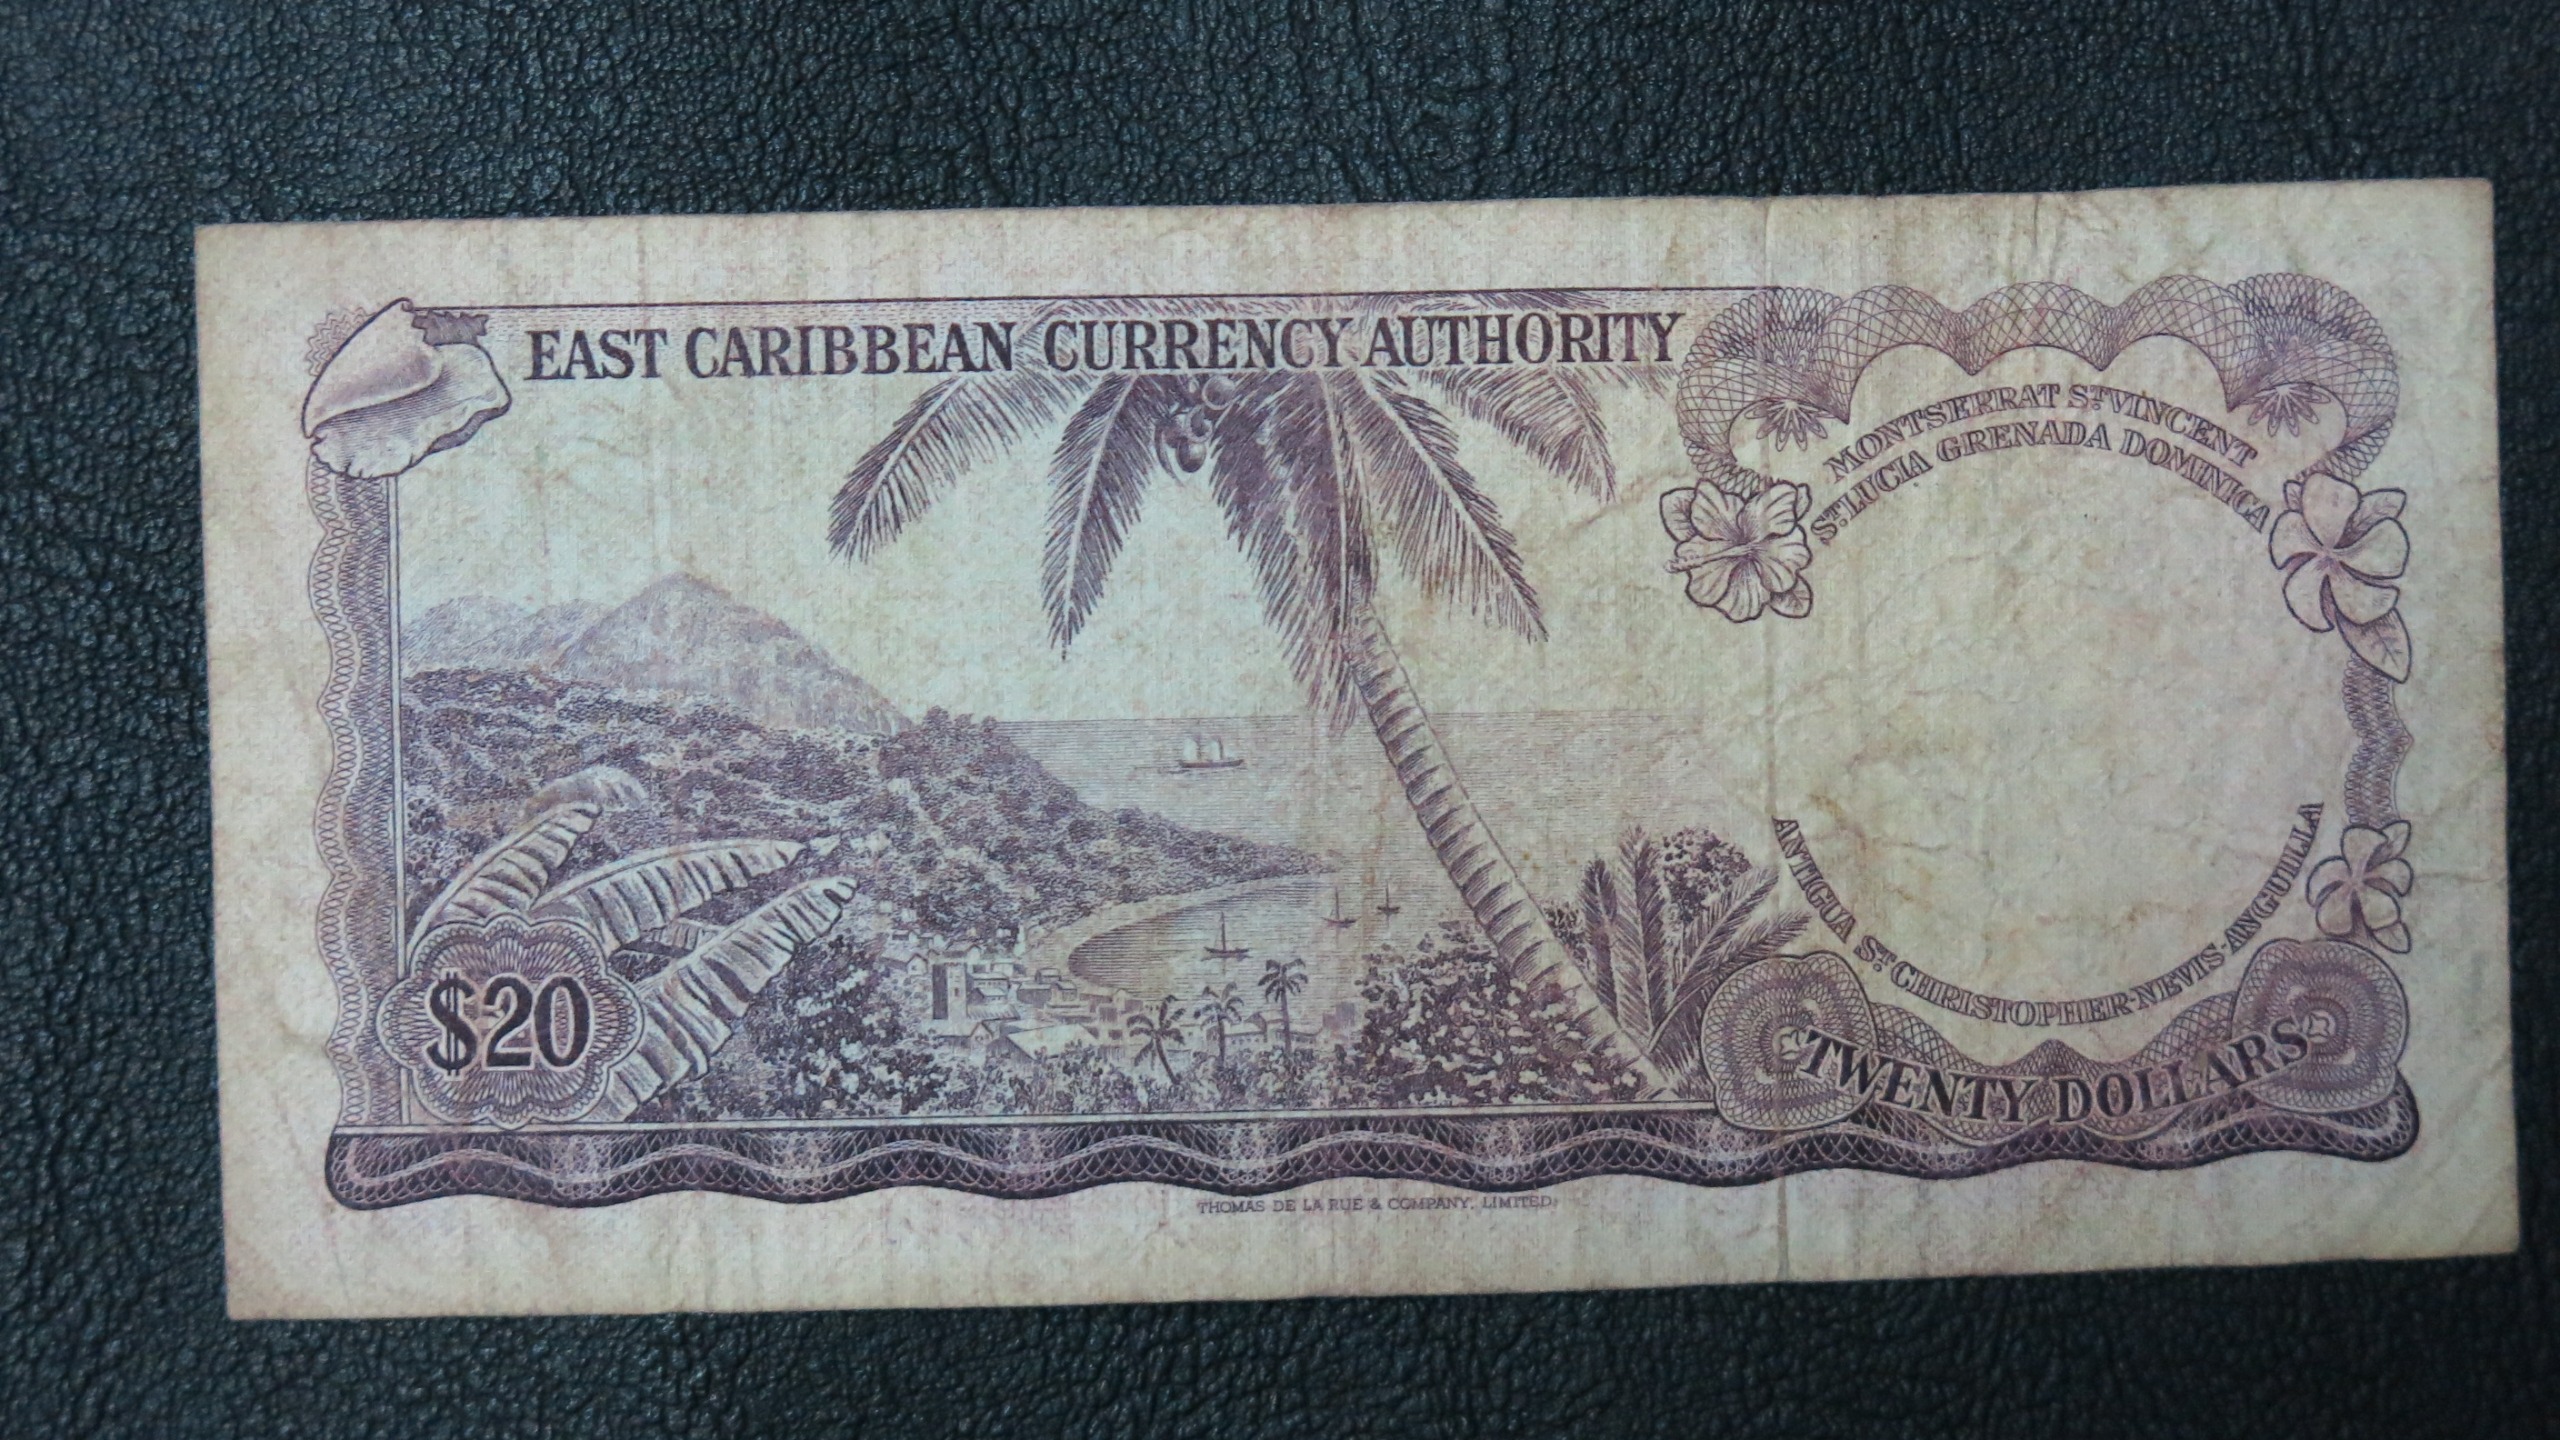 EAST CARIBBEAN CURRENCY AUTHORITY
MONTSERRAT ST. VINCENT
ST. LUCIA GRENADA DOMINICA
ANTIGUA ST. CHRISTOPHER-NEVIS-ANGUILLA
$20
TWENTY DOLLARS
THOMAS DE LA RUE & COMPANY, LIMITED.